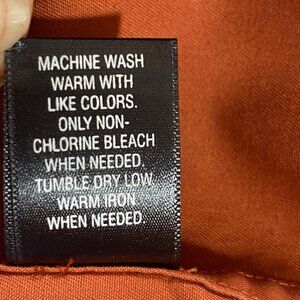 MACHINE WASH
WARM WITH
LIKE COLORS.
ONLY NON-
CHLORINE BLEACH
WHEN NEEDED.
TUMBLE DRY LOW
WARM IRON
WHEN NEEDED.